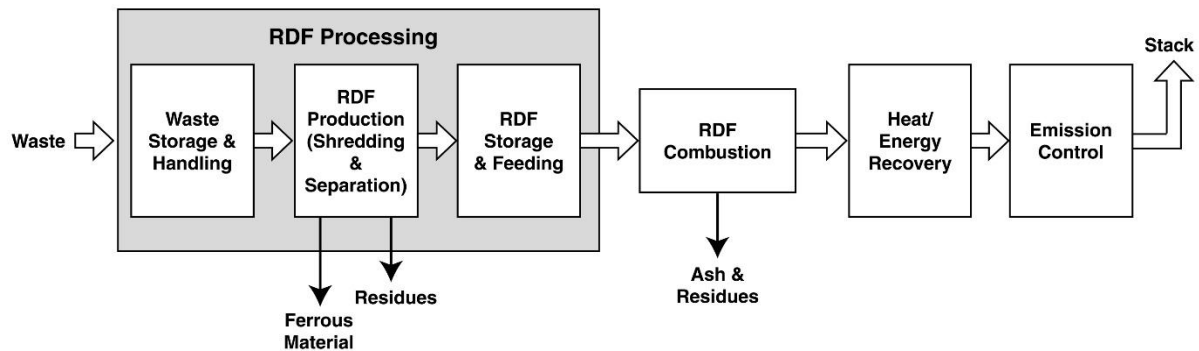 RDF Processing
Stack
Waste
Waste
Storage &
Handling
RDF
Production
(Shredding
&
Separation)
RDF
Storage
& Feeding
RDF
Combustion
Heat/
Energy
Recovery
Emission
Control
Ferrous
Material
Residues
Ash &
Residues